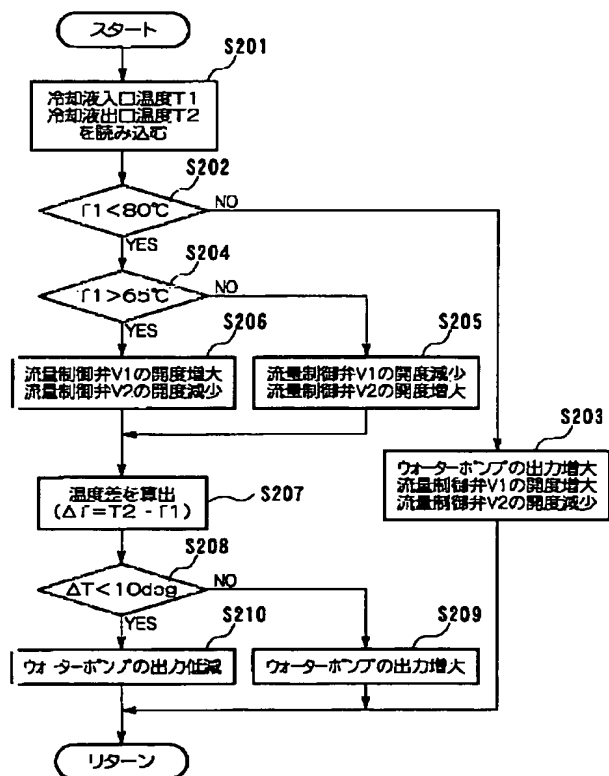 スタート
S201
冷却液入口温度T1
冷却液出口温度T2
を読み込む
S202
T1<80℃
NO
YES
S204
T1>65℃
NO
YES
S206
流量制御弁V1の開度増大
流量制御弁V2の開度減少
S205
流量制御弁V1の開度減少
流量制御弁V2の開度増大
S203
ウォーターポンプの出力増大
流量制御弁V1の開度増大
流量制御弁V2の開度減少
S207
温度差を算出
(ΔT=T2-T1)
S208
ΔT<10deg
NO
YES
S210
ウォーターポンプの出力低減
S209
ウォーターポンプの出力増大
リターン